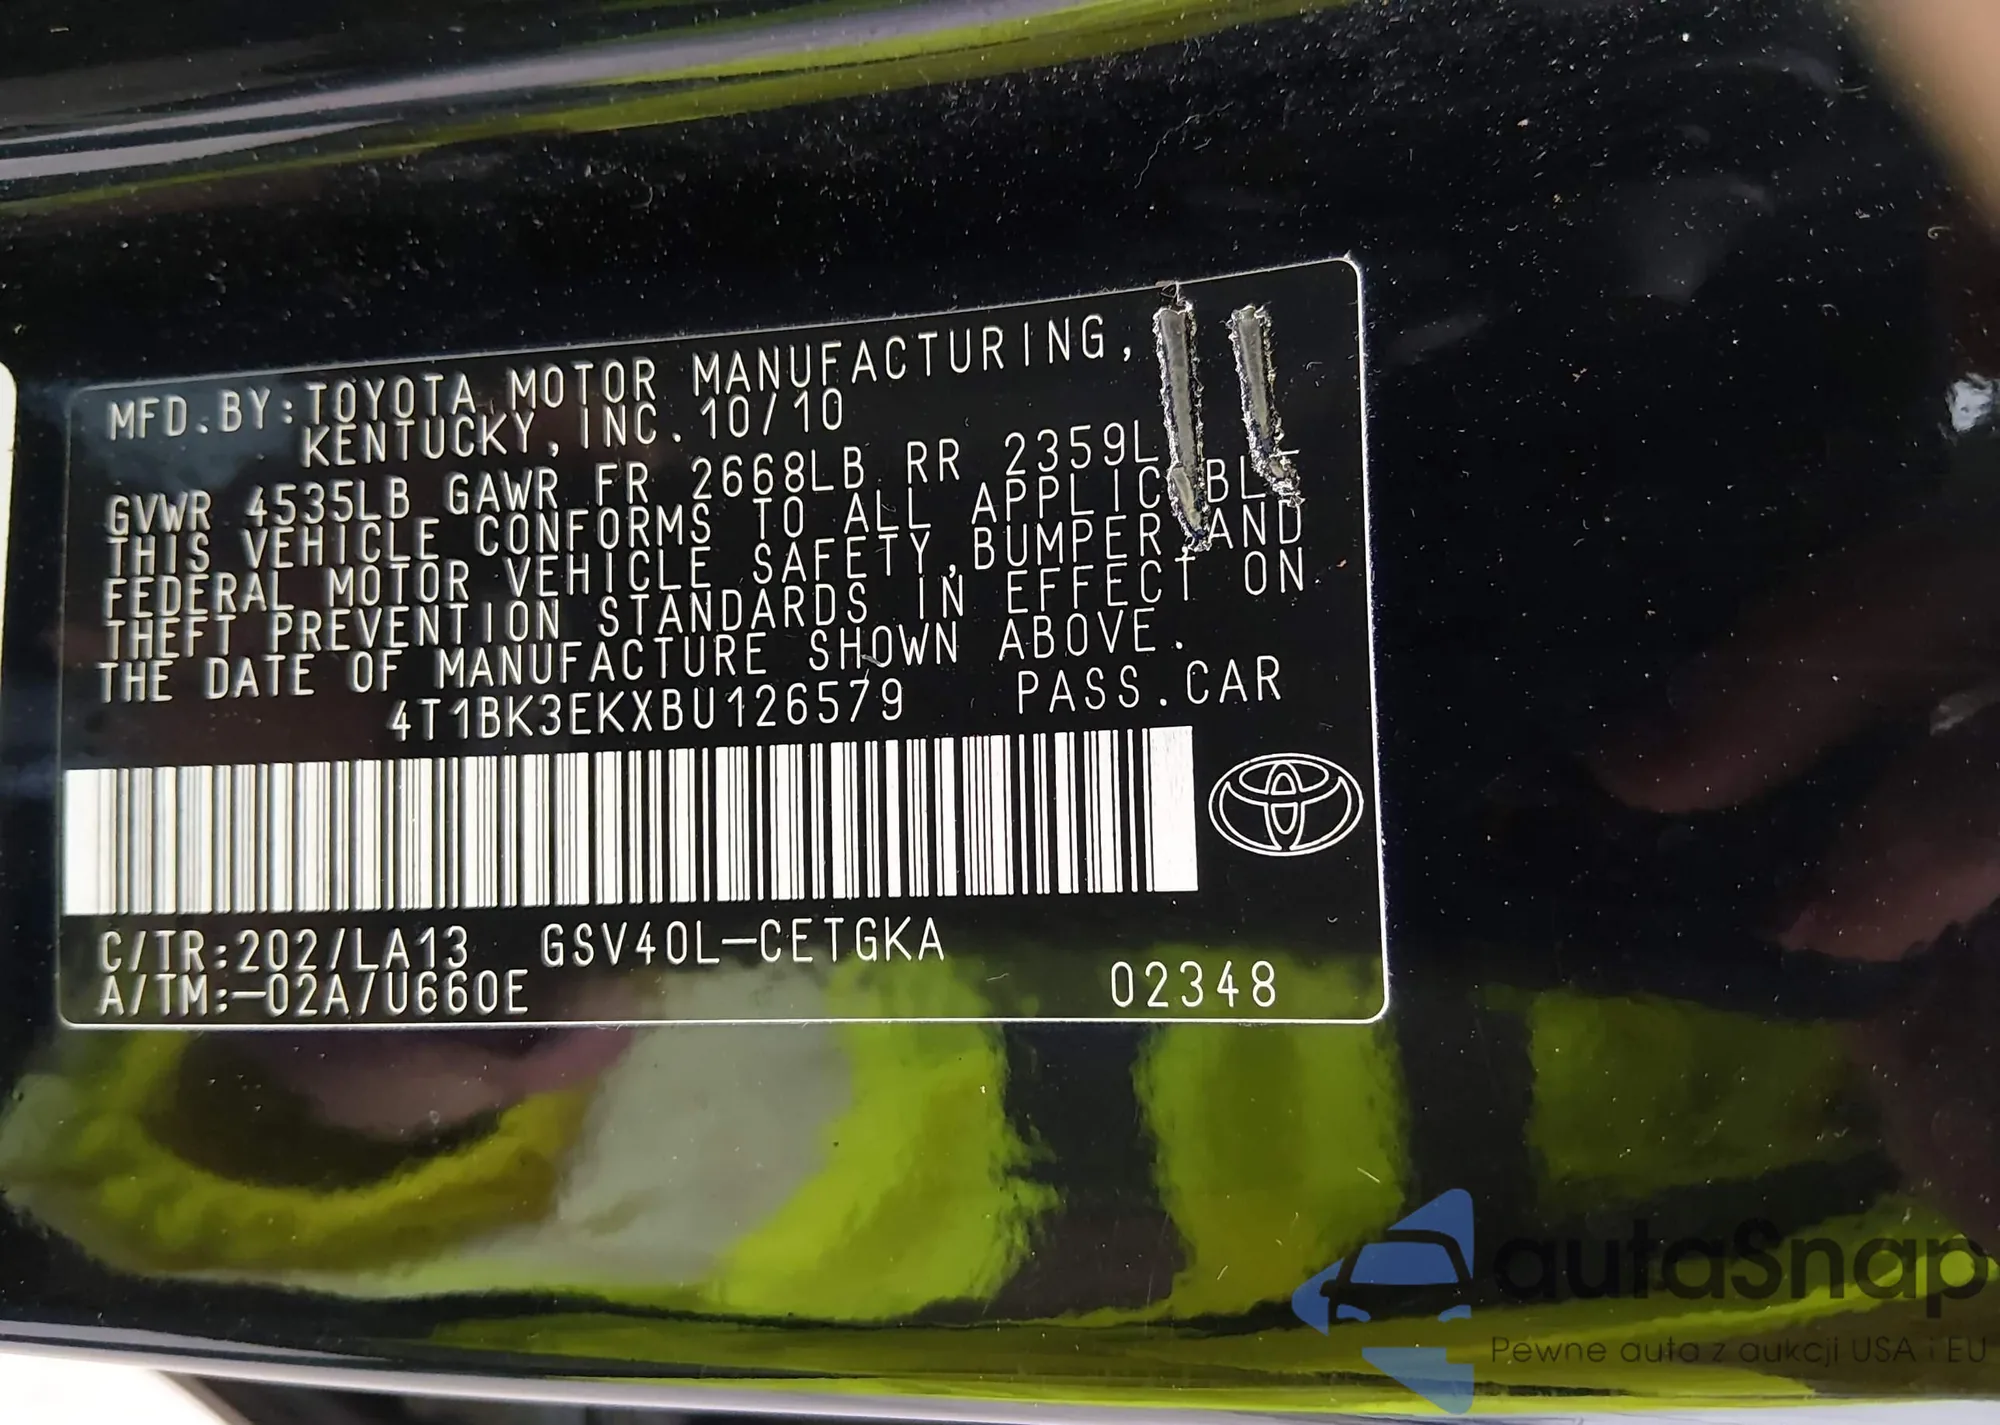 MFD.BY:TOYOTA MOTOR MANUFACTURING,
KENTUCKY, INC. 10/10
GVWR 4535LB GAWR FR 2668LB RR 2359L
THIS VEHICLE CONFORMS TO ALL APPLICABLE
FEDERAL MOTOR VEHICLE SAFETY,BUMPER AND
THEFT PREVENTION STANDARDS IN EFFECT ON
THE DATE OF MANUFACTURE SHOWN ABOVE.
4T1BK3EKXBU126579 PASS.CAR
C/TR:202/LA13 GSV40L-CETGKA
A/TM:-02A/U660E 02348
autaSnap
Pewne auta z aukcji USA i EU